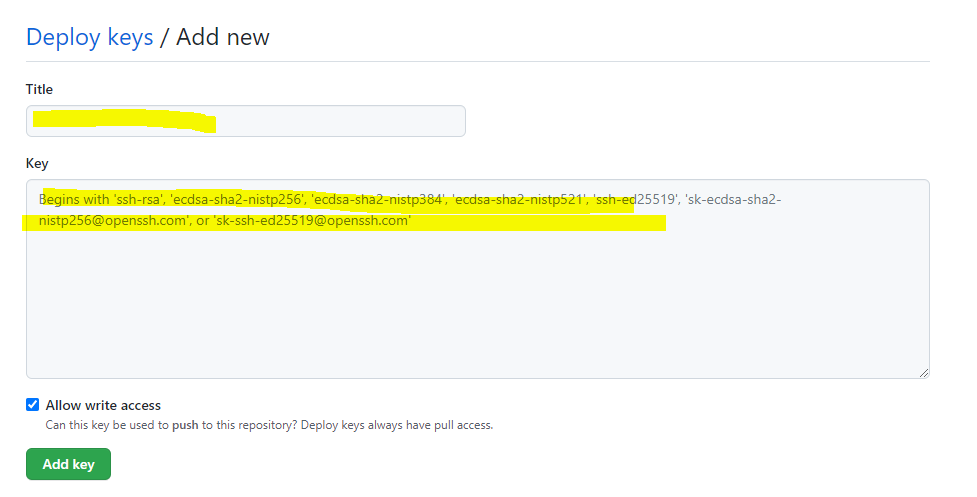 Deploy keys / Add new
Title
Key
Begins with 'ssh-rsa', 'ecdsa-sha2-nistp256', 'ecdsa-sha2-nistp384', 'ecdsa-sha2-nistp521', 'ssh-ed25519', 'sk-ecdsa-sha2-
nistp256@openssh.com', or 'sk-ssh-ed25519@openssh.com'
Allow write access
Can this key be used to push to this repository? Deploy keys always have pull access.
Add key